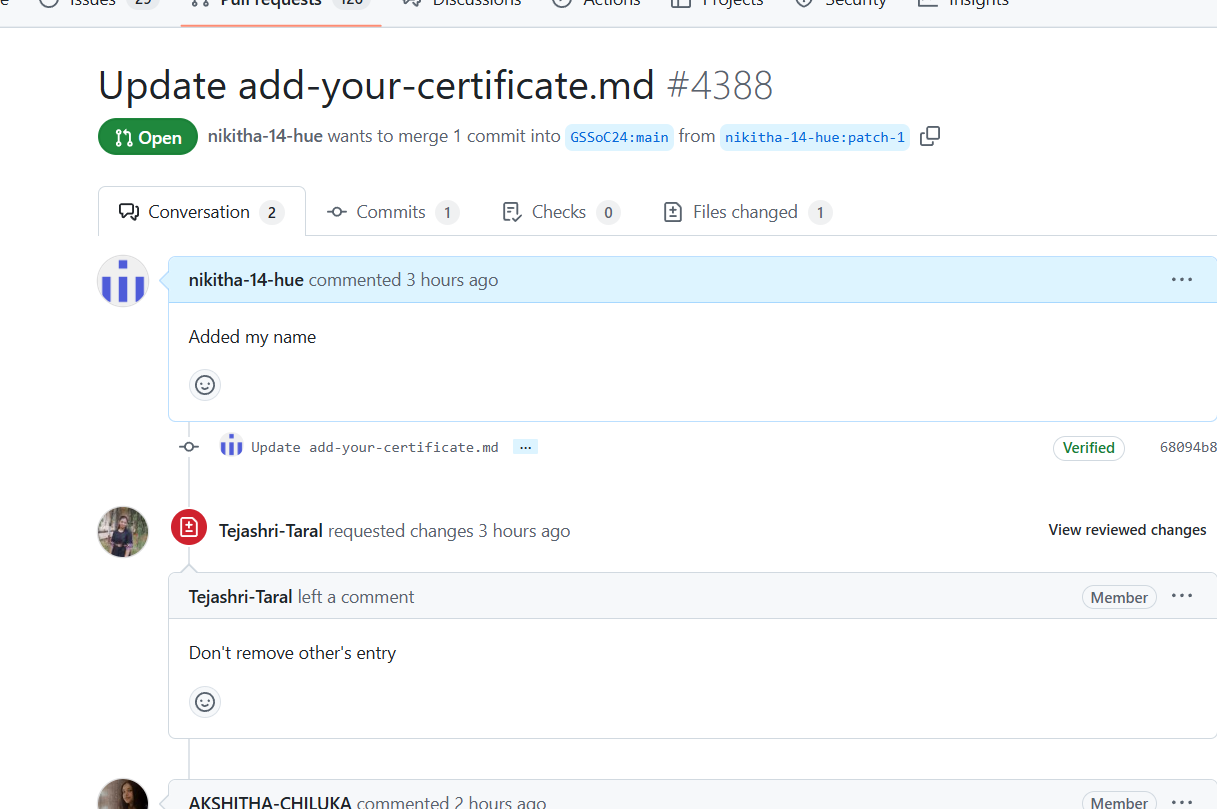 Issues 29 Pull requests 120 Discussions Actions Projects Security Insights
Update add-your-certificate.md #4388
Open nikitha-14-hue wants to merge 1 commit into GSSoC24:main from nikitha-14-hue:patch-1
Conversation 2 Commits 1 Checks 0 Files changed 1
nikitha-14-hue commented 3 hours ago ...
Added my name
Update add-your-certificate.md ... Verified 68094b8
Tejashri-Taral requested changes 3 hours ago View reviewed changes
Tejashri-Taral left a comment Member ...
Don't remove other's entry
AKSHITHA-CHILUKA commented 2 hours ago Member ...